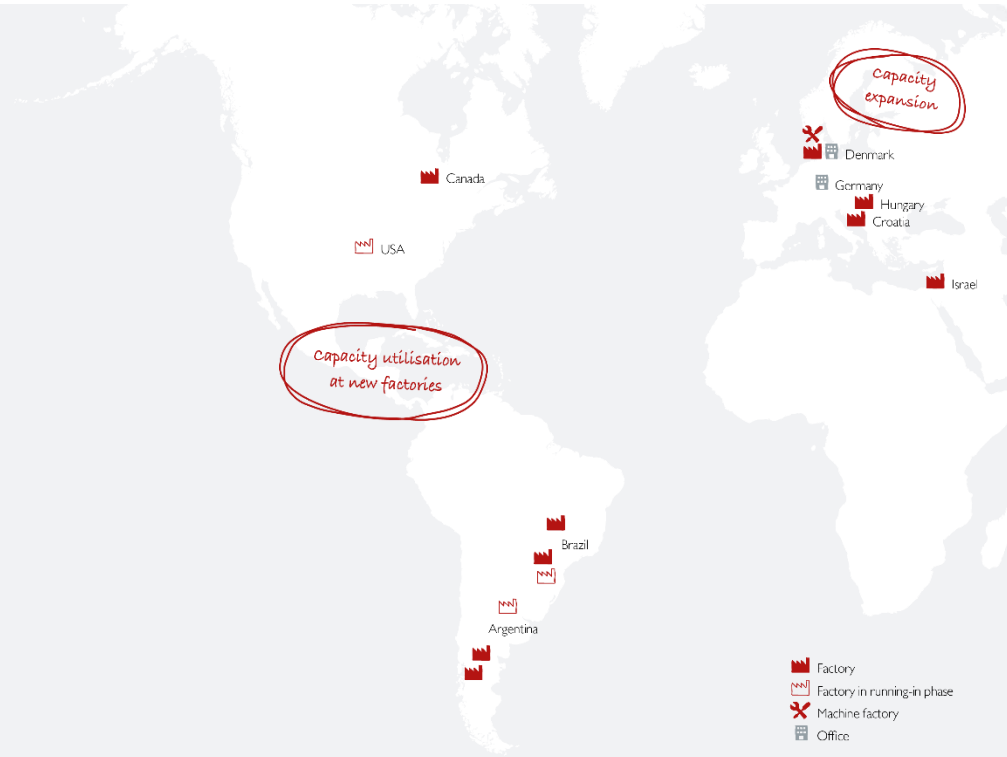 Capacity
expansion
Denmark
Canada
Germany
Hungary
Croatia
USA
Israel
Capacity utilisation
at new factories
Brazil
Argentina
Factory
Factory in running-in phase
Machine factory
Office